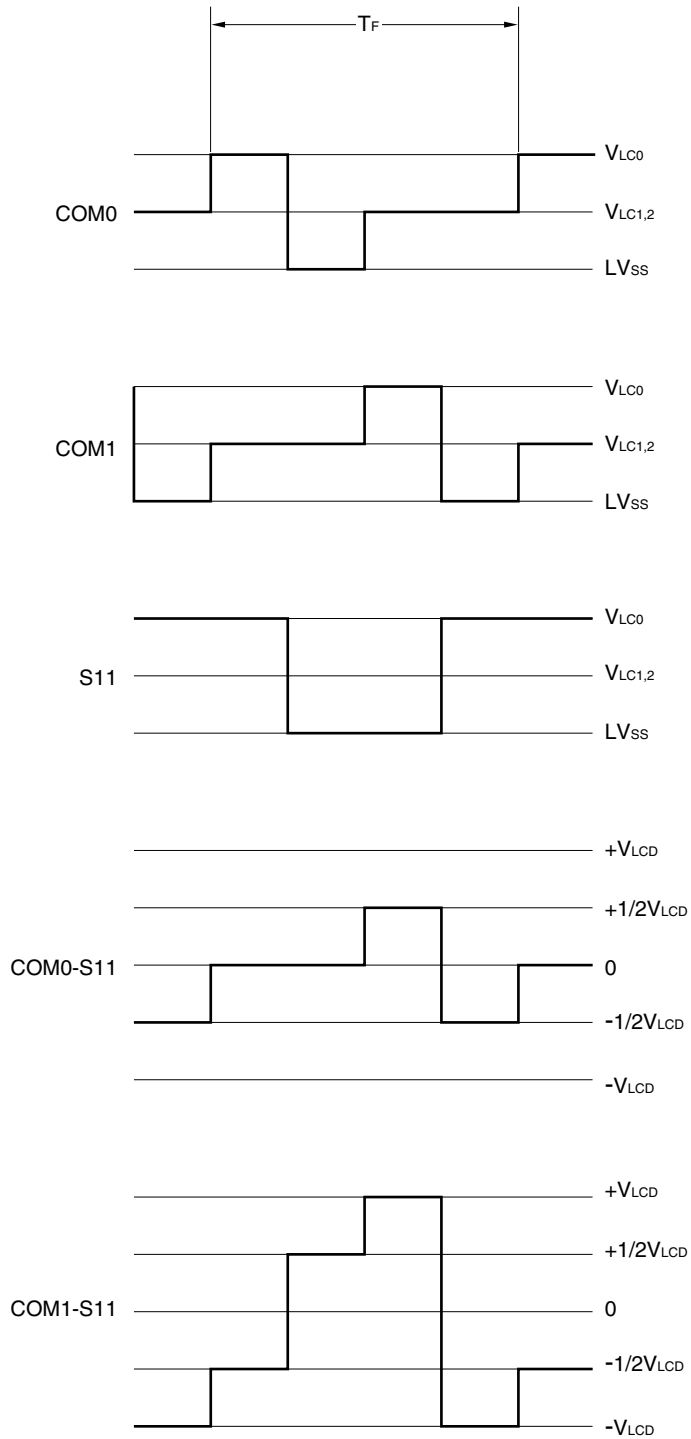 TF
VLC0
COM0
VLC1,2
LVSS
VLC0
COM1
VLC1,2
LVSS
VLC0
S11
VLC1,2
LVSS
+VLCD
+1/2VLCD
COM0-S11
0
-1/2VLCD
-VLCD
+VLCD
+1/2VLCD
COM1-S11
0
-1/2VLCD
-VLCD